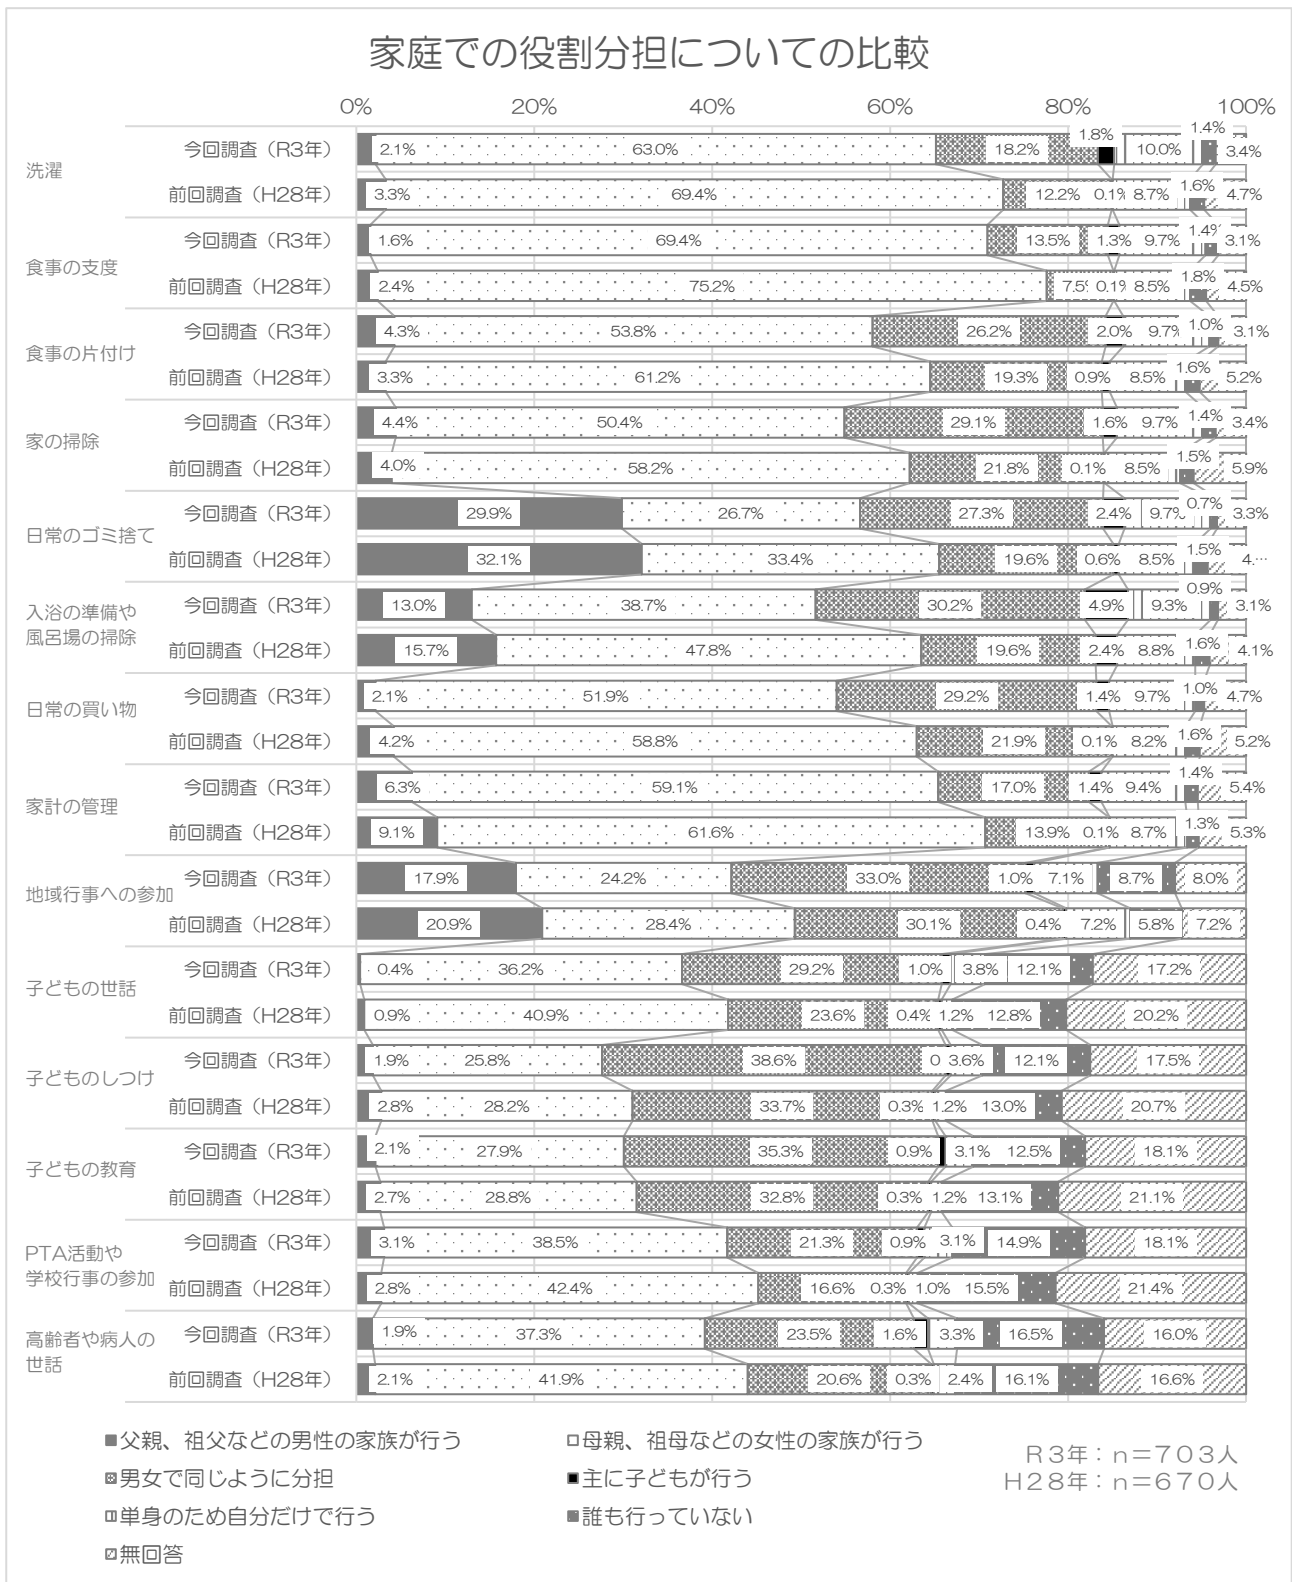 家庭での役割分担についての比較
0% 20% 40% 60% 80% 100%
洗濯
今回調査（R3年） 2.1% 63.0% 18.2% 1.8% 10.0% 1.4% 3.4%
前回調査（H28年） 3.3% 69.4% 12.2% 0.1% 8.7% 1.6% 4.7%
食事の支度
今回調査（R3年） 1.6% 69.4% 13.5% 1.3% 9.7% 1.4% 3.1%
前回調査（H28年） 2.4% 75.2% 7.5% 0.1% 8.5% 1.8% 4.5%
食事の片付け
今回調査（R3年） 4.3% 53.8% 26.2% 2.0% 9.7% 1.0% 3.1%
前回調査（H28年） 3.3% 61.2% 19.3% 0.9% 8.5% 1.6% 5.2%
家の掃除
今回調査（R3年） 4.4% 50.4% 29.1% 1.6% 9.7% 1.4% 3.4%
前回調査（H28年） 4.0% 58.2% 21.8% 0.1% 8.5% 1.5% 5.9%
日常のゴミ捨て
今回調査（R3年） 29.9% 26.7% 27.3% 2.4% 9.7% 0.7% 3.3%
前回調査（H28年） 32.1% 33.4% 19.6% 0.6% 8.5% 1.5% 4.…
入浴の準備や
風呂場の掃除
今回調査（R3年） 13.0% 38.7% 30.2% 4.9% 9.3% 0.9% 3.1%
前回調査（H28年） 15.7% 47.8% 19.6% 2.4% 8.8% 1.6% 4.1%
日常の買い物
今回調査（R3年） 2.1% 51.9% 29.2% 1.4% 9.7% 1.0% 4.7%
前回調査（H28年） 4.2% 58.8% 21.9% 0.1% 8.2% 1.6% 5.2%
家計の管理
今回調査（R3年） 6.3% 59.1% 17.0% 1.4% 9.4% 1.4% 5.4%
前回調査（H28年） 9.1% 61.6% 13.9% 0.1% 8.7% 1.3% 5.3%
地域行事への参加
今回調査（R3年） 17.9% 24.2% 33.0% 1.0% 7.1% 8.7% 8.0%
前回調査（H28年） 20.9% 28.4% 30.1% 0.4% 7.2% 5.8% 7.2%
子どもの世話
今回調査（R3年） 0.4% 36.2% 29.2% 1.0% 3.8% 12.1% 17.2%
前回調査（H28年） 0.9% 40.9% 23.6% 0.4% 1.2% 12.8% 20.2%
子どものしつけ
今回調査（R3年） 1.9% 25.8% 38.6% 0 3.6% 12.1% 17.5%
前回調査（H28年） 2.8% 28.2% 33.7% 0.3% 1.2% 13.0% 20.7%
子どもの教育
今回調査（R3年） 2.1% 27.9% 35.3% 0.9% 3.1% 12.5% 18.1%
前回調査（H28年） 2.7% 28.8% 32.8% 0.3% 1.2% 13.1% 21.1%
PTA活動や
学校行事の参加
今回調査（R3年） 3.1% 38.5% 21.3% 0.9% 3.1% 14.9% 18.1%
前回調査（H28年） 2.8% 42.4% 16.6% 0.3% 1.0% 15.5% 21.4%
高齢者や病人の
世話
今回調査（R3年） 1.9% 37.3% 23.5% 1.6% 3.3% 16.5% 16.0%
前回調査（H28年） 2.1% 41.9% 20.6% 0.3% 2.4% 16.1% 16.6%
父親、祖父などの男性の家族が行う 母親、祖母などの女性の家族が行う
男女で同じように分担 主に子どもが行う
単身のため自分だけで行う 誰も行っていない
無回答
Ｒ３年：ｎ＝７０３人
Ｈ２８年：ｎ＝６７０人